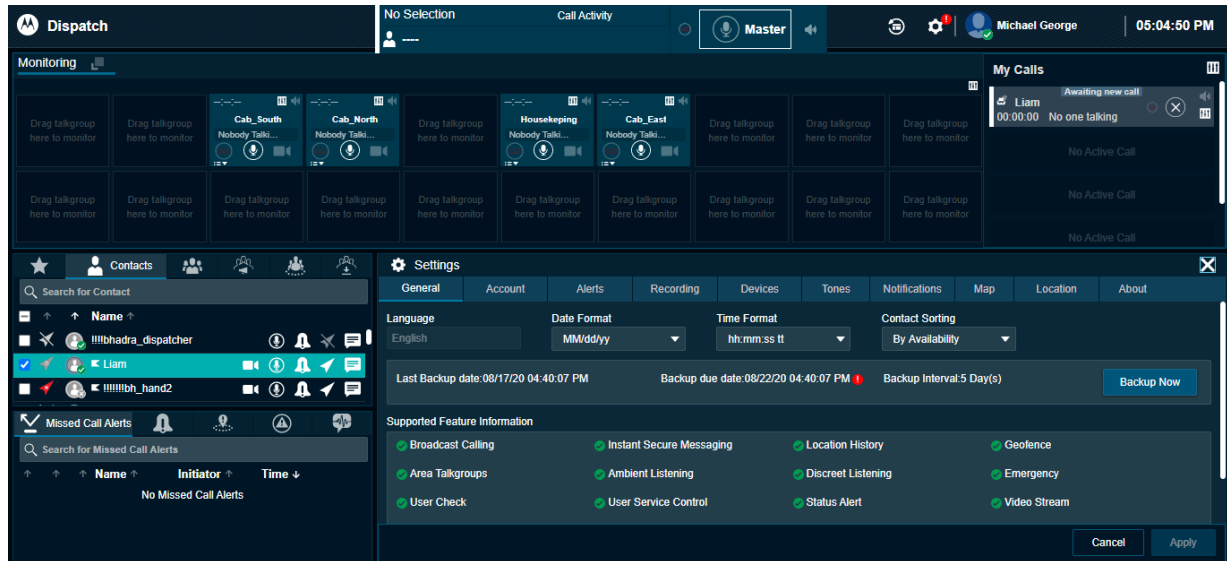 Dispatch
No Selection
Call Activity
----
Master
Michael George
05:04:50 PM
Monitoring
--:--:--
--:--:--
--:--:--
--:--:--
Drag talkgroup here to monitor
Drag talkgroup here to monitor
Cab_South
Nobody Talki...
Cab_North
Nobody Talki...
Drag talkgroup here to monitor
Housekeping
Nobody Talki...
Cab_East
Nobody Talki...
Drag talkgroup here to monitor
Drag talkgroup here to monitor
Drag talkgroup here to monitor
Drag talkgroup here to monitor
Drag talkgroup here to monitor
Drag talkgroup here to monitor
Drag talkgroup here to monitor
Drag talkgroup here to monitor
Drag talkgroup here to monitor
Drag talkgroup here to monitor
Drag talkgroup here to monitor
Drag talkgroup here to monitor
Drag talkgroup here to monitor
My Calls
Awaiting new call
Liam
00:00:00 No one talking
No Active Call
No Active Call
No Active Call
Contacts
Search for Contact
Name
!!!!bhadra_dispatcher
Liam
!!!!!!!bh_hand2
Missed Call Alerts
Search for Missed Call Alerts
Name Initiator Time
No Missed Call Alerts
Settings
General Account Alerts Recording Devices Tones Notifications Map Location About
Language Date Format Time Format Contact Sorting
English MM/dd/yy hh:mm:ss tt By Availability
Last Backup date:08/17/20 04:40:07 PM Backup due date:08/22/20 04:40:07 PM Backup Interval:5 Day(s) Backup Now
Supported Feature Information
Broadcast Calling Instant Secure Messaging Location History Geofence
Area Talkgroups Ambient Listening Discreet Listening Emergency
User Check User Service Control Status Alert Video Stream
Cancel Apply